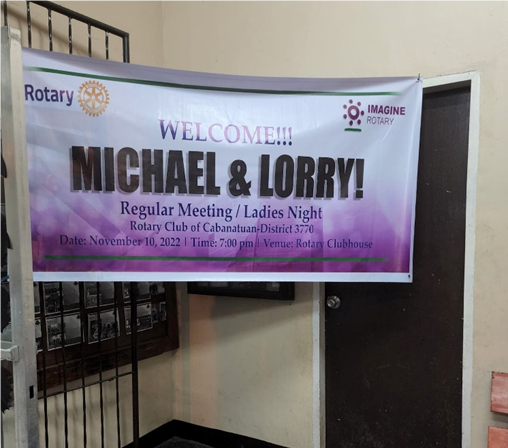 Rotary
IMAGINE
ROTARY
WELCOME!!!
MICHAEL & LORRY!
Regular Meeting / Ladies Night
Rotary Club of Cabanatuan-District 3770
Date: November 10, 2022 | Time: 7:00 pm | Venue: Rotary Clubhouse